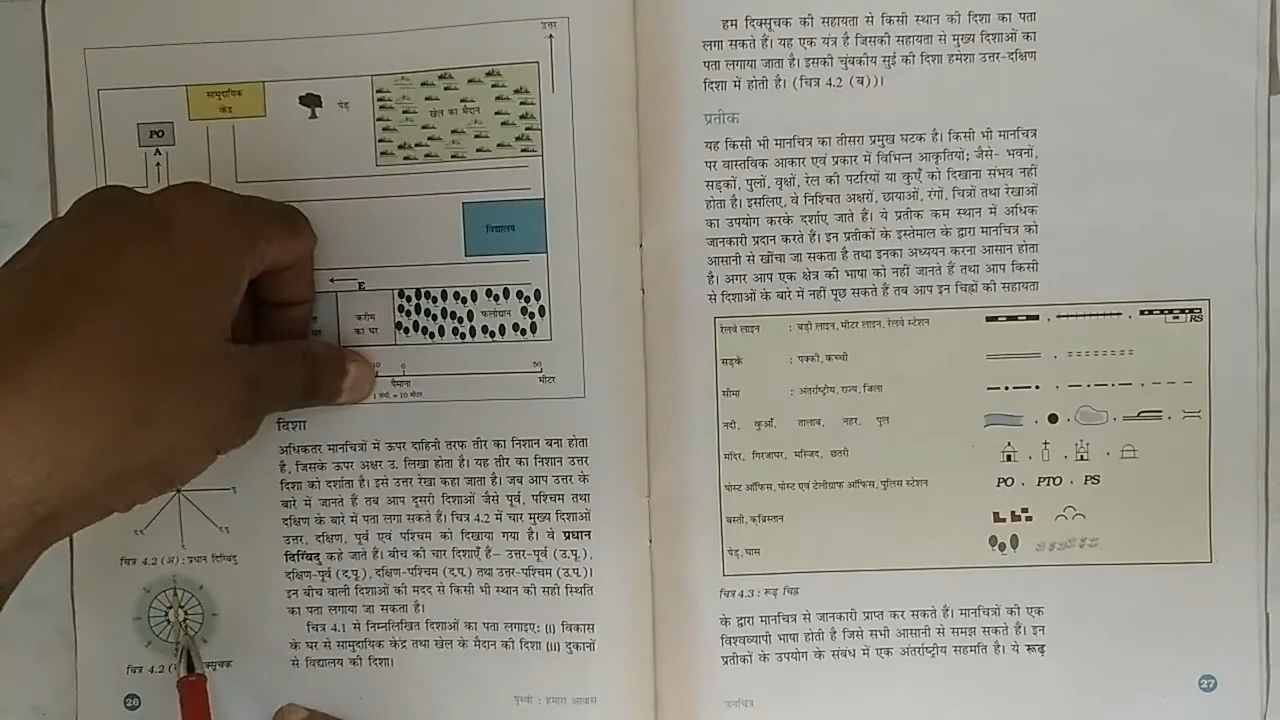 उत्तर
सामुदायिक
केंद्र
पेड़
खेल का मैदान
PO
A
विद्यालय
E
करीम
का घर
फलोद्यान
10 0 50
पैमाना
मीटर
1 सेमी. = 10 मीटर
दिशा
अधिकतर मानचित्रों में ऊपर दाहिनी तरफ तीर का निशान बना होता
है, जिसके ऊपर अक्षर उ. लिखा होता है। यह तीर का निशान उत्तर
दिशा को दर्शाता है। इसे उत्तर रेखा कहा जाता है। जब आप उत्तर के
बारे में जानते हैं तब आप दूसरी दिशाओं जैसे पूर्व, पश्चिम तथा
दक्षिण के बारे में पता लगा सकते हैं। चित्र 4.2 में चार मुख्य दिशाओं
उत्तर, दक्षिण, पूर्व एवं पश्चिम को दिखाया गया है। वे प्रधान
दिग्बिंदु कहे जाते हैं। बीच की चार दिशाएँ हैं– उत्तर-पूर्व (उ.पू.),
दक्षिण-पूर्व (द.पू.), दक्षिण-पश्चिम (द.प.) तथा उत्तर-पश्चिम (उ.प.)।
इन बीच वाली दिशाओं की मदद से किसी भी स्थान की सही स्थिति
का पता लगाया जा सकता है।
चित्र 4.1 से निम्नलिखित दिशाओं का पता लगाइए: (i) विकास
के घर से सामुदायिक केंद्र तथा खेल के मैदान की दिशा (ii) दुकानों
से विद्यालय की दिशा।
चित्र 4.2 (अ) : प्रधान दिग्बिंदु
चित्र 4.2
26
पृथ्वी : हमारा आवास
हम दिक्सूचक की सहायता से किसी स्थान की दिशा का पता
लगा सकते हैं। यह एक यंत्र है जिसकी सहायता से मुख्य दिशाओं का
पता लगाया जाता है। इसकी चुंबकीय सुई की दिशा हमेशा उत्तर-दक्षिण
दिशा में होती है। (चित्र 4.2 (ब))।
प्रतीक
यह किसी भी मानचित्र का तीसरा प्रमुख घटक है। किसी भी मानचित्र
पर वास्तविक आकार एवं प्रकार में विभिन्न आकृतियों; जैसे– भवनों,
सड़कों, पुलों, वृक्षों, रेल की पटरियों या कुएँ को दिखाना संभव नहीं
होता है। इसलिए, वे निश्चित अक्षरों, छायाओं, रंगों, चित्रों तथा रेखाओं
का उपयोग करके दर्शाए जाते हैं। ये प्रतीक कम स्थान में अधिक
जानकारी प्रदान करते हैं। इन प्रतीकों के इस्तेमाल के द्वारा मानचित्र को
आसानी से खींचा जा सकता है तथा इनका अध्ययन करना आसान होता
है। अगर आप एक क्षेत्र की भाषा को नहीं जानते हैं तथा आप किसी
से दिशाओं के बारे में नहीं पूछ सकते हैं तब आप इन चिह्नों की सहायता
रेलवे लाइन : बड़ी लाइन, मीटर लाइन, रेलवे स्टेशन RS
सड़कें : पक्की, कच्ची
सीमा : अंतर्राष्ट्रीय, राज्य, जिला
नदी, कुआँ, तालाब, नहर, पुल
मंदिर, गिरजाघर, मस्जिद, छतरी
पोस्ट ऑफिस, पोस्ट एवं टेलीग्राफ ऑफिस, पुलिस स्टेशन PO , PTO , PS
बस्ती, कब्रिस्तान
पेड़, घास
चित्र 4.3 : रूढ़ चिह्न
के द्वारा मानचित्र से जानकारी प्राप्त कर सकते हैं। मानचित्रों की एक
विश्वव्यापी भाषा होती है जिसे सभी आसानी से समझ सकते हैं। इन
प्रतीकों के उपयोग के संबंध में एक अंतर्राष्ट्रीय सहमति है। ये रूढ़
मानचित्र
27